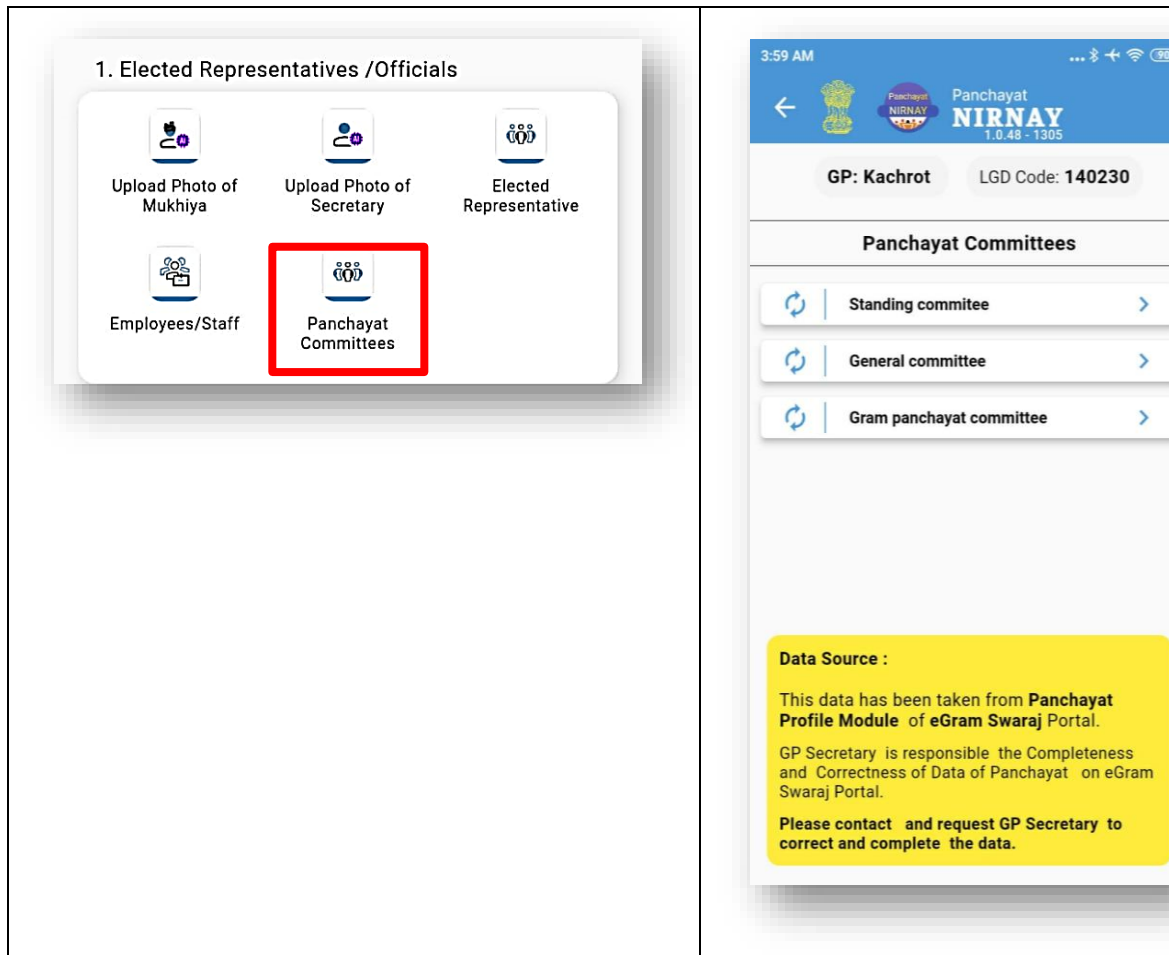 1. Elected Representatives /Officials
Upload Photo of
Mukhiya
Upload Photo of
Secretary
Elected
Representative
Employees/Staff
Panchayat
Committees
3:59 AM
90
Panchayat
NIRNAY
Panchayat
NIRNAY
1.0.48 - 1305
GP: Kachrot
LGD Code: 140230
Panchayat Committees
Standing commitee
General committee
Gram panchayat committee
Data Source :
This data has been taken from Panchayat
Profile Module of eGram Swaraj Portal.
GP Secretary is responsible the Completeness
and Correctness of Data of Panchayat on eGram
Swaraj Portal.
Please contact and request GP Secretary to
correct and complete the data.